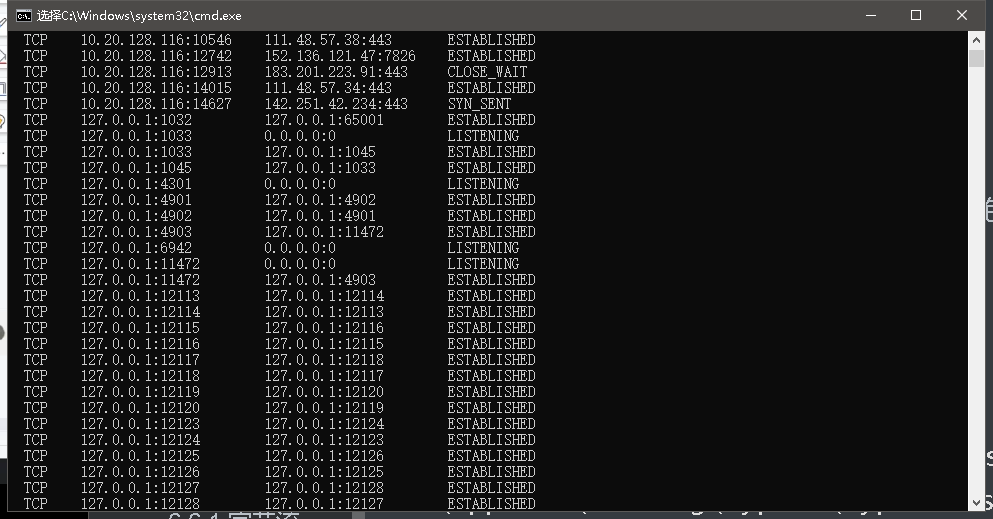 选择C:\Windows\system32\cmd.exe
TCP 10.20.128.116:10546 111.48.57.38:443 ESTABLISHED
TCP 10.20.128.116:12742 152.136.121.47:7826 ESTABLISHED
TCP 10.20.128.116:12913 183.201.223.91:443 CLOSE_WAIT
TCP 10.20.128.116:14015 111.48.57.34:443 ESTABLISHED
TCP 10.20.128.116:14627 142.251.42.234:443 SYN_SENT
TCP 127.0.0.1:1032 127.0.0.1:65001 ESTABLISHED
TCP 127.0.0.1:1033 0.0.0.0:0 LISTENING
TCP 127.0.0.1:1033 127.0.0.1:1045 ESTABLISHED
TCP 127.0.0.1:1045 127.0.0.1:1033 ESTABLISHED
TCP 127.0.0.1:4301 0.0.0.0:0 LISTENING
TCP 127.0.0.1:4901 127.0.0.1:4902 ESTABLISHED
TCP 127.0.0.1:4902 127.0.0.1:4901 ESTABLISHED
TCP 127.0.0.1:4903 127.0.0.1:11472 ESTABLISHED
TCP 127.0.0.1:6942 0.0.0.0:0 LISTENING
TCP 127.0.0.1:11472 0.0.0.0:0 LISTENING
TCP 127.0.0.1:11472 127.0.0.1:4903 ESTABLISHED
TCP 127.0.0.1:12113 127.0.0.1:12114 ESTABLISHED
TCP 127.0.0.1:12114 127.0.0.1:12113 ESTABLISHED
TCP 127.0.0.1:12115 127.0.0.1:12116 ESTABLISHED
TCP 127.0.0.1:12116 127.0.0.1:12115 ESTABLISHED
TCP 127.0.0.1:12117 127.0.0.1:12118 ESTABLISHED
TCP 127.0.0.1:12118 127.0.0.1:12117 ESTABLISHED
TCP 127.0.0.1:12119 127.0.0.1:12120 ESTABLISHED
TCP 127.0.0.1:12120 127.0.0.1:12119 ESTABLISHED
TCP 127.0.0.1:12123 127.0.0.1:12124 ESTABLISHED
TCP 127.0.0.1:12124 127.0.0.1:12123 ESTABLISHED
TCP 127.0.0.1:12125 127.0.0.1:12126 ESTABLISHED
TCP 127.0.0.1:12126 127.0.0.1:12125 ESTABLISHED
TCP 127.0.0.1:12127 127.0.0.1:12128 ESTABLISHED
TCP 127.0.0.1:12128 127.0.0.1:12127 ESTABLISHED